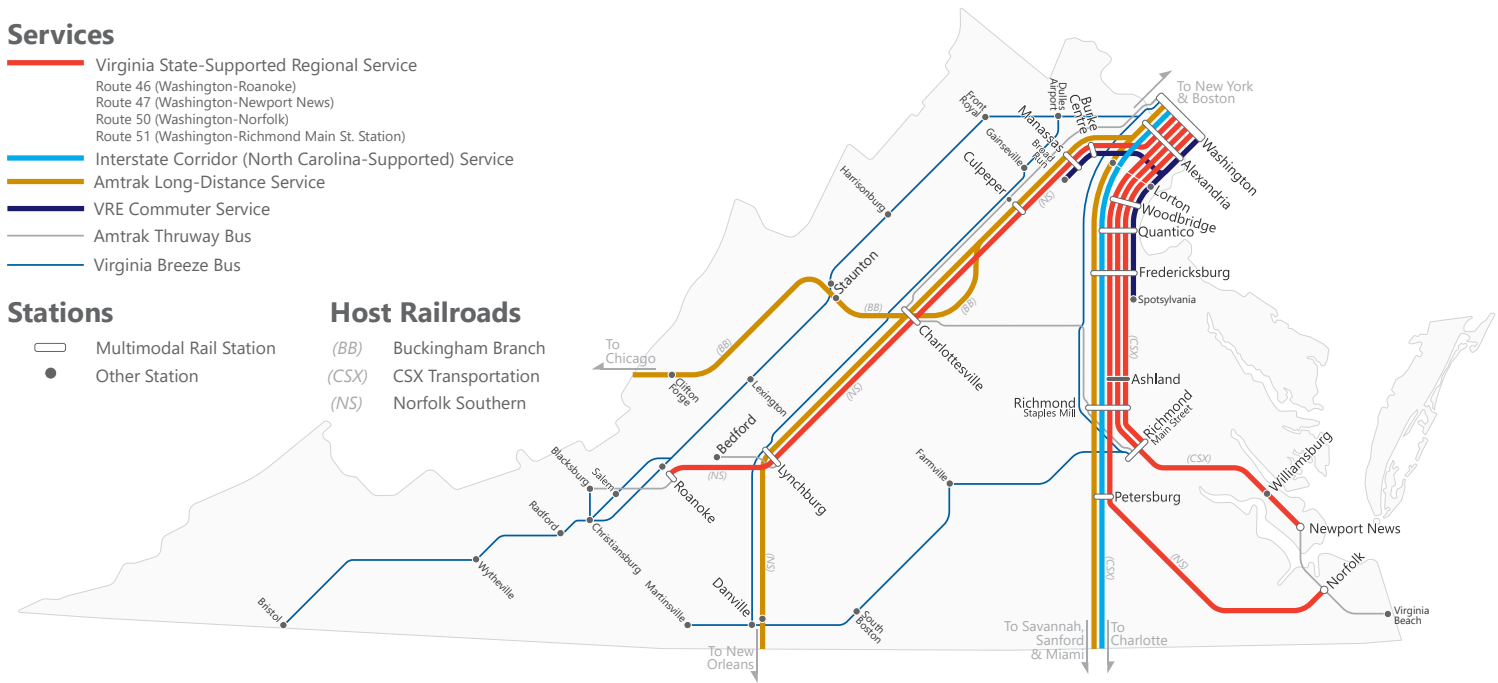 Services
Virginia State-Supported Regional Service
Route 46 (Washington-Roanoke)
Route 47 (Washington-Newport News)
Route 50 (Washington-Norfolk)
Route 51 (Washington-Richmond Main St. Station)
Interstate Corridor (North Carolina-Supported) Service
Amtrak Long-Distance Service
VRE Commuter Service
Amtrak Thruway Bus
Virginia Breeze Bus
Stations
Multimodal Rail Station
Other Station
Host Railroads
(BB) Buckingham Branch
(CSX) CSX Transportation
(NS) Norfolk Southern
To New York
& Boston
Front
Royal
Dulles
Airport
Burke
Centre
Manassas
Broad
Run
Gainesville
Culpeper
(NS)
Washington
Alexandria
Lorton
Woodbridge
Quantico
Fredericksburg
Spotsylvania
Harrisonburg
Staunton
(BB)
(BB)
(BB)
To
Chicago
Clifton
Forge
Charlottesville
Lexington
(NS)
(CSX)
Ashland
Richmond
Staples Mill
Richmond
Main Street
Bedford
Blacksburg
Salem
(NS)
Roanoke
Lynchburg
Farmville
(CSX)
Williamsburg
Petersburg
Newport News
Radford
Christiansburg
Wytheville
Bristol
Martinsville
Danville
(NS)
South
Boston
(CSX)
(NS)
Norfolk
Virginia
Beach
To New
Orleans
To Savannah,
Sanford
& Miami
To
Charlotte